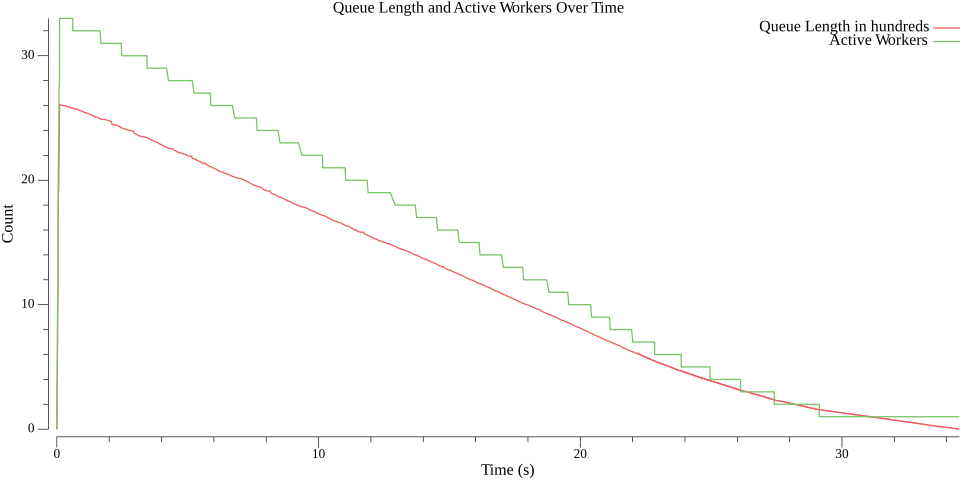 Queue Length and Active Workers Over Time
Queue Length in hundreds
Active Workers
Count
30
20
10
0
0 10 20 30
Time (s)